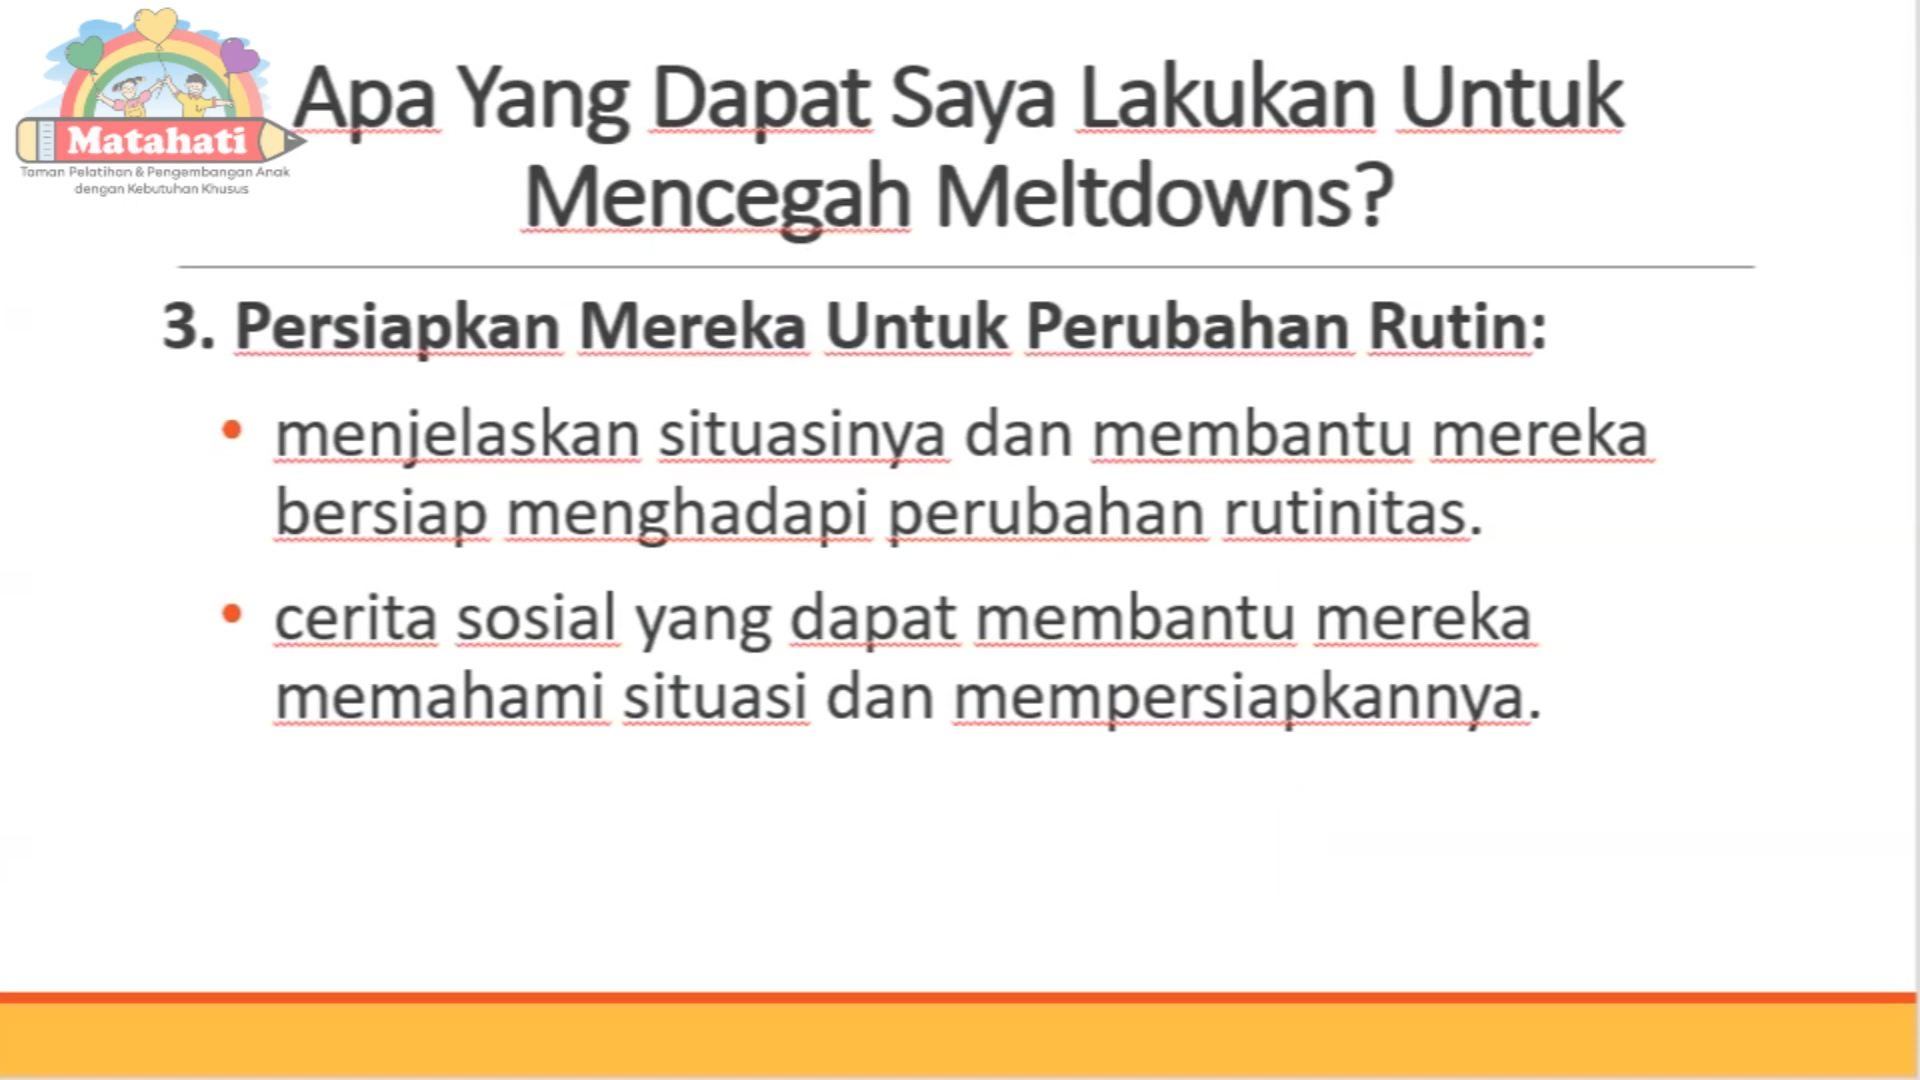 Matahati
Taman Pelatihan & Pengembangan Anak
dengan Kebutuhan Khusus
Apa Yang Dapat Saya Lakukan Untuk
Mencegah Meltdowns?
3. Persiapkan Mereka Untuk Perubahan Rutin:
• menjelaskan situasinya dan membantu mereka
bersiap menghadapi perubahan rutinitas.
• cerita sosial yang dapat membantu mereka
memahami situasi dan mempersiapkannya.